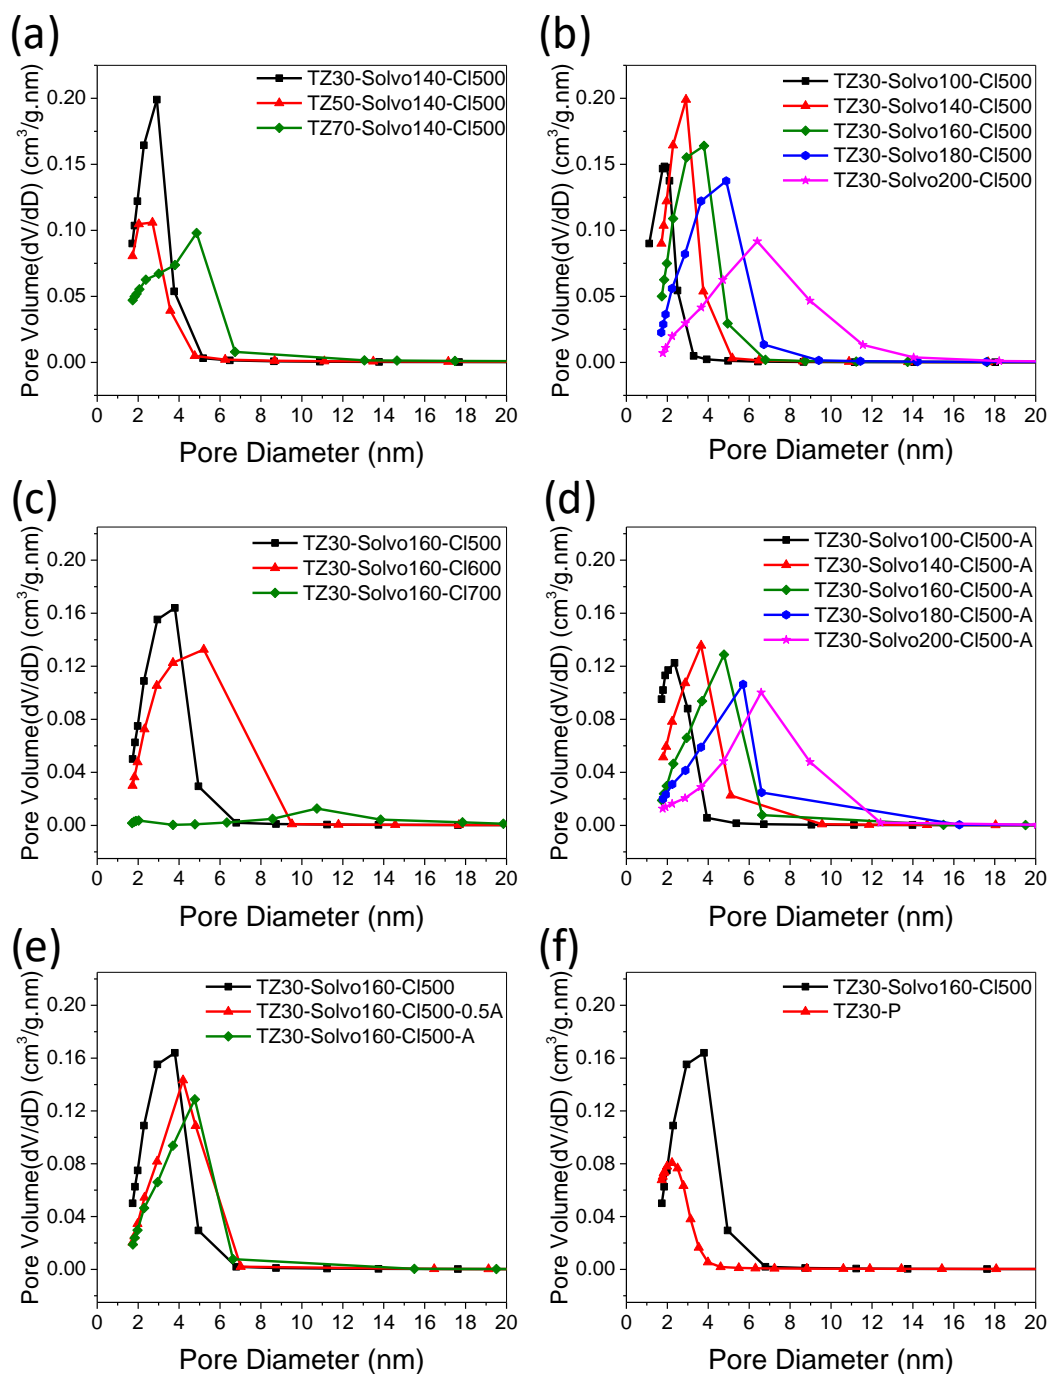 (a)
Pore Volume(dV/dD) (cm³/g.nm)
0.20
0.15
0.10
0.05
0.00
TZ30-Solvo140-Cl500
TZ50-Solvo140-Cl500
TZ70-Solvo140-Cl500
0 2 4 6 8 10 12 14 16 18 20
Pore Diameter (nm)
(b)
Pore Volume(dV/dD) (cm³/g.nm)
0.20
0.15
0.10
0.05
0.00
TZ30-Solvo100-Cl500
TZ30-Solvo140-Cl500
TZ30-Solvo160-Cl500
TZ30-Solvo180-Cl500
TZ30-Solvo200-Cl500
0 2 4 6 8 10 12 14 16 18 20
Pore Diameter (nm)
(c)
Pore Volume(dV/dD) (cm³/g.nm)
0.20
0.16
0.12
0.08
0.04
0.00
TZ30-Solvo160-Cl500
TZ30-Solvo160-Cl600
TZ30-Solvo160-Cl700
0 2 4 6 8 10 12 14 16 18 20
Pore Diameter (nm)
(d)
Pore Volume(dV/dD) (cm³/g.nm)
0.20
0.16
0.12
0.08
0.04
0.00
TZ30-Solvo100-Cl500-A
TZ30-Solvo140-Cl500-A
TZ30-Solvo160-Cl500-A
TZ30-Solvo180-Cl500-A
TZ30-Solvo200-Cl500-A
0 2 4 6 8 10 12 14 16 18 20
Pore Diameter (nm)
(e)
Pore Volume(dV/dD) (cm³/g.nm)
0.20
0.16
0.12
0.08
0.04
0.00
TZ30-Solvo160-Cl500
TZ30-Solvo160-Cl500-0.5A
TZ30-Solvo160-Cl500-A
0 2 4 6 8 10 12 14 16 18 20
Pore Diameter (nm)
(f)
Pore Volume(dV/dD) (cm³/g.nm)
0.20
0.16
0.12
0.08
0.04
0.00
TZ30-Solvo160-Cl500
TZ30-P
0 2 4 6 8 10 12 14 16 18 20
Pore Diameter (nm)